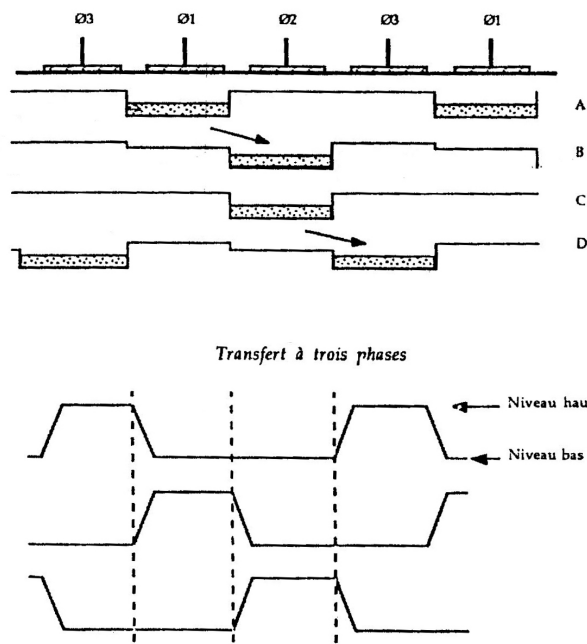 Ø3 Ø1 Ø2 Ø3 Ø1
A
B
C
D
Transfert à trois phases
Niveau hau
Niveau bas